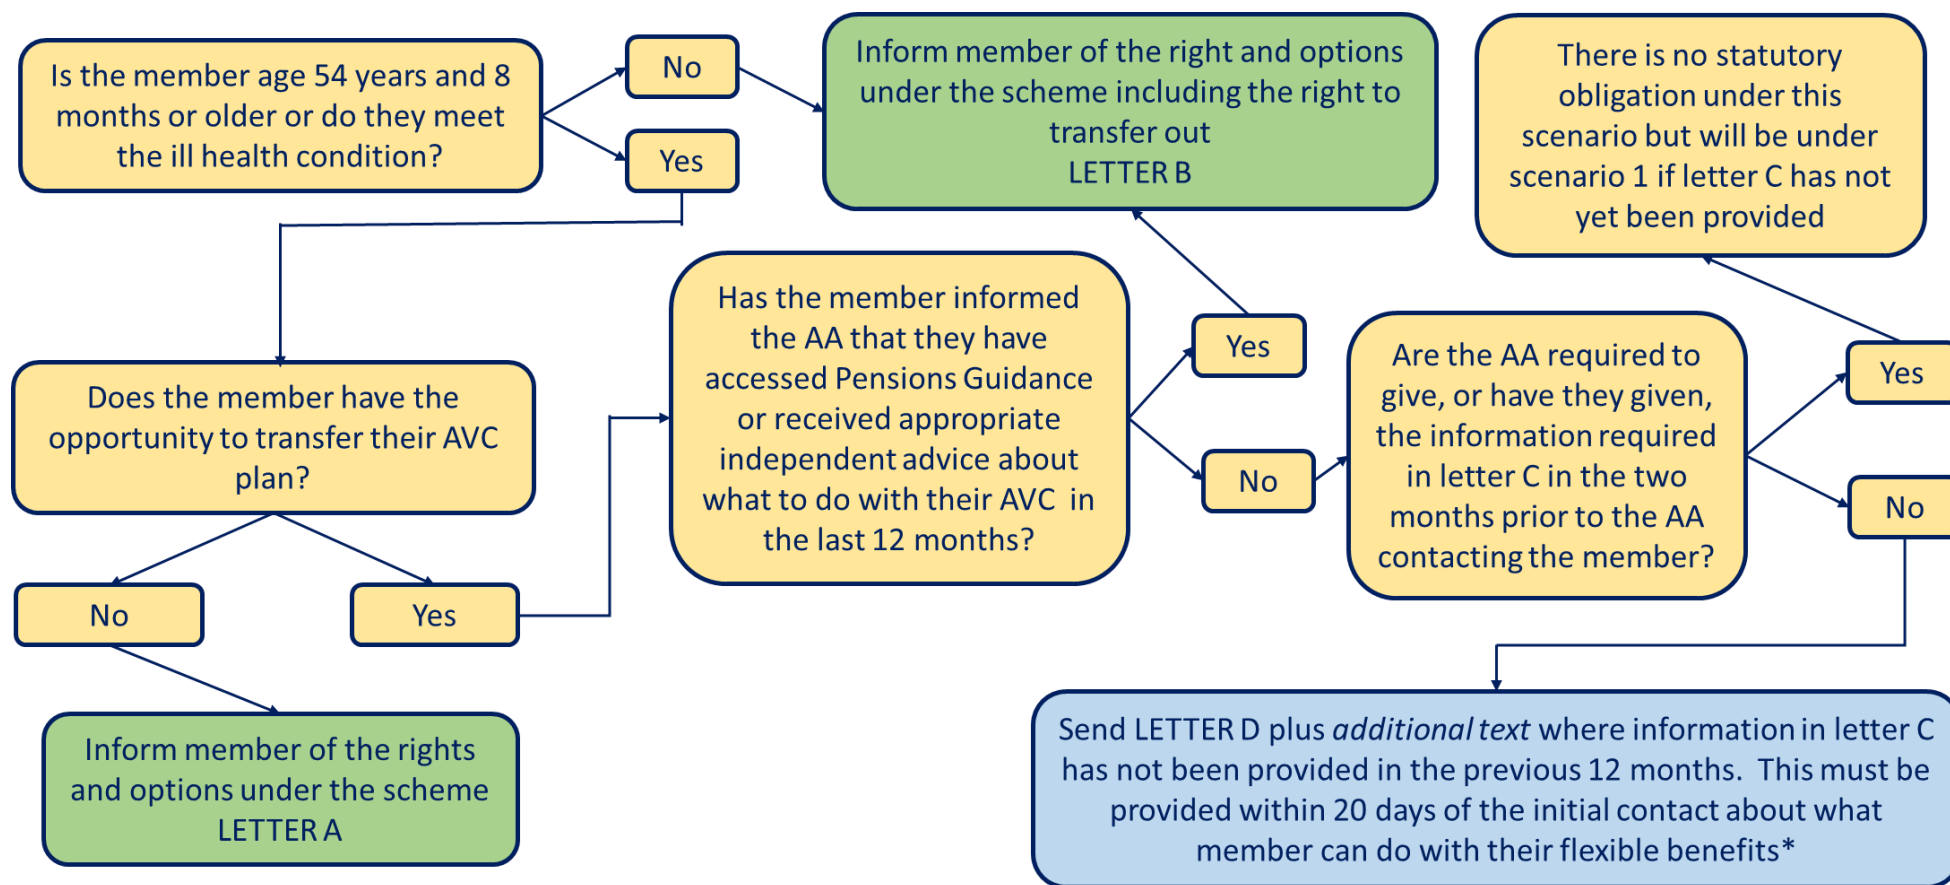 Is the member age 54 years and 8
months or older or do they meet
the ill health condition?
No
Yes
Inform member of the right and options
under the scheme including the right to
transfer out
LETTER B
There is no statutory
obligation under this
scenario but will be under
scenario 1 if letter C has not
yet been provided
Does the member have the
opportunity to transfer their AVC
plan?
No
Yes
Inform member of the rights
and options under the scheme
LETTER A
Has the member informed
the AA that they have
accessed Pensions Guidance
or received appropriate
independent advice about
what to do with their AVC in
the last 12 months?
Yes
No
Are the AA required to
give, or have they given,
the information required
in letter C in the two
months prior to the AA
contacting the member?
Yes
No
Send LETTER D plus additional text where information in letter C
has not been provided in the previous 12 months. This must be
provided within 20 days of the initial contact about what
member can do with their flexible benefits*